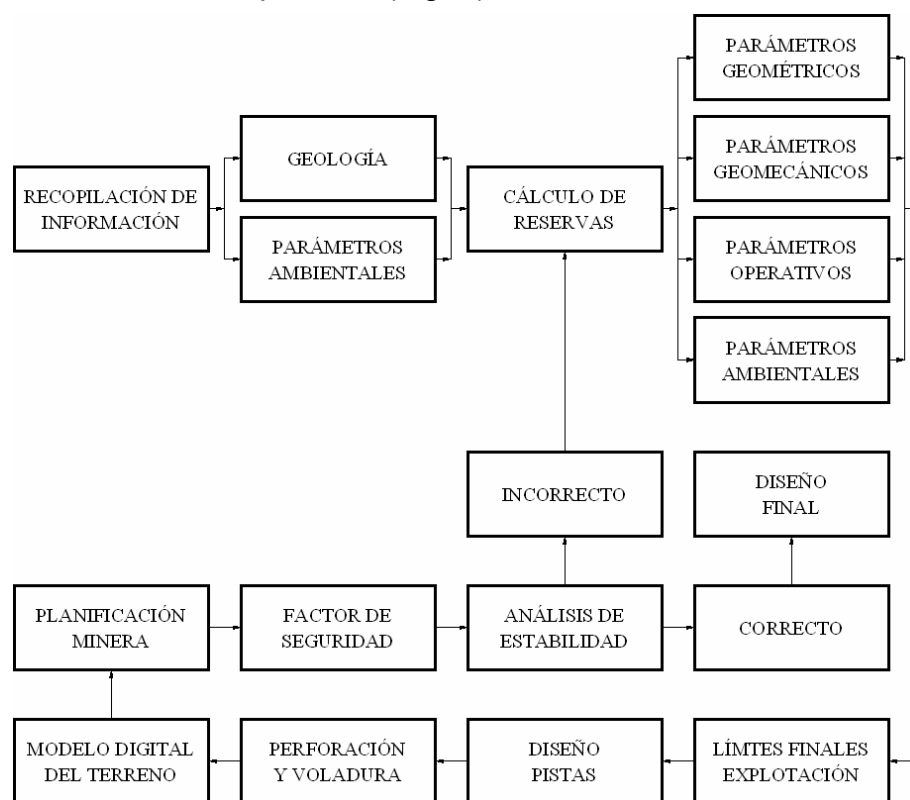 PARÁMETROS
GEOMÉTRICOS
GEOLOGÍA
PARÁMETROS
GEOMECÁNICOS
RECOPILACIÓN DE
INFORMACIÓN
CÁLCULO DE
RESERVAS
PARÁMETROS
AMBIENTALES
PARÁMETROS
OPERATIVOS
PARÁMETROS
AMBIENTALES
INCORRECTO
DISEÑO
FINAL
PLANIFICACIÓN
MINERA
FACTOR DE
SEGURIDAD
ANÁLISIS DE
ESTABILIDAD
CORRECTO
MODELO DIGITAL
DEL TERRENO
PERFORACIÓN
Y VOLADURA
DISEÑO
PISTAS
LÍMTES FINALES
EXPLOTACIÓN